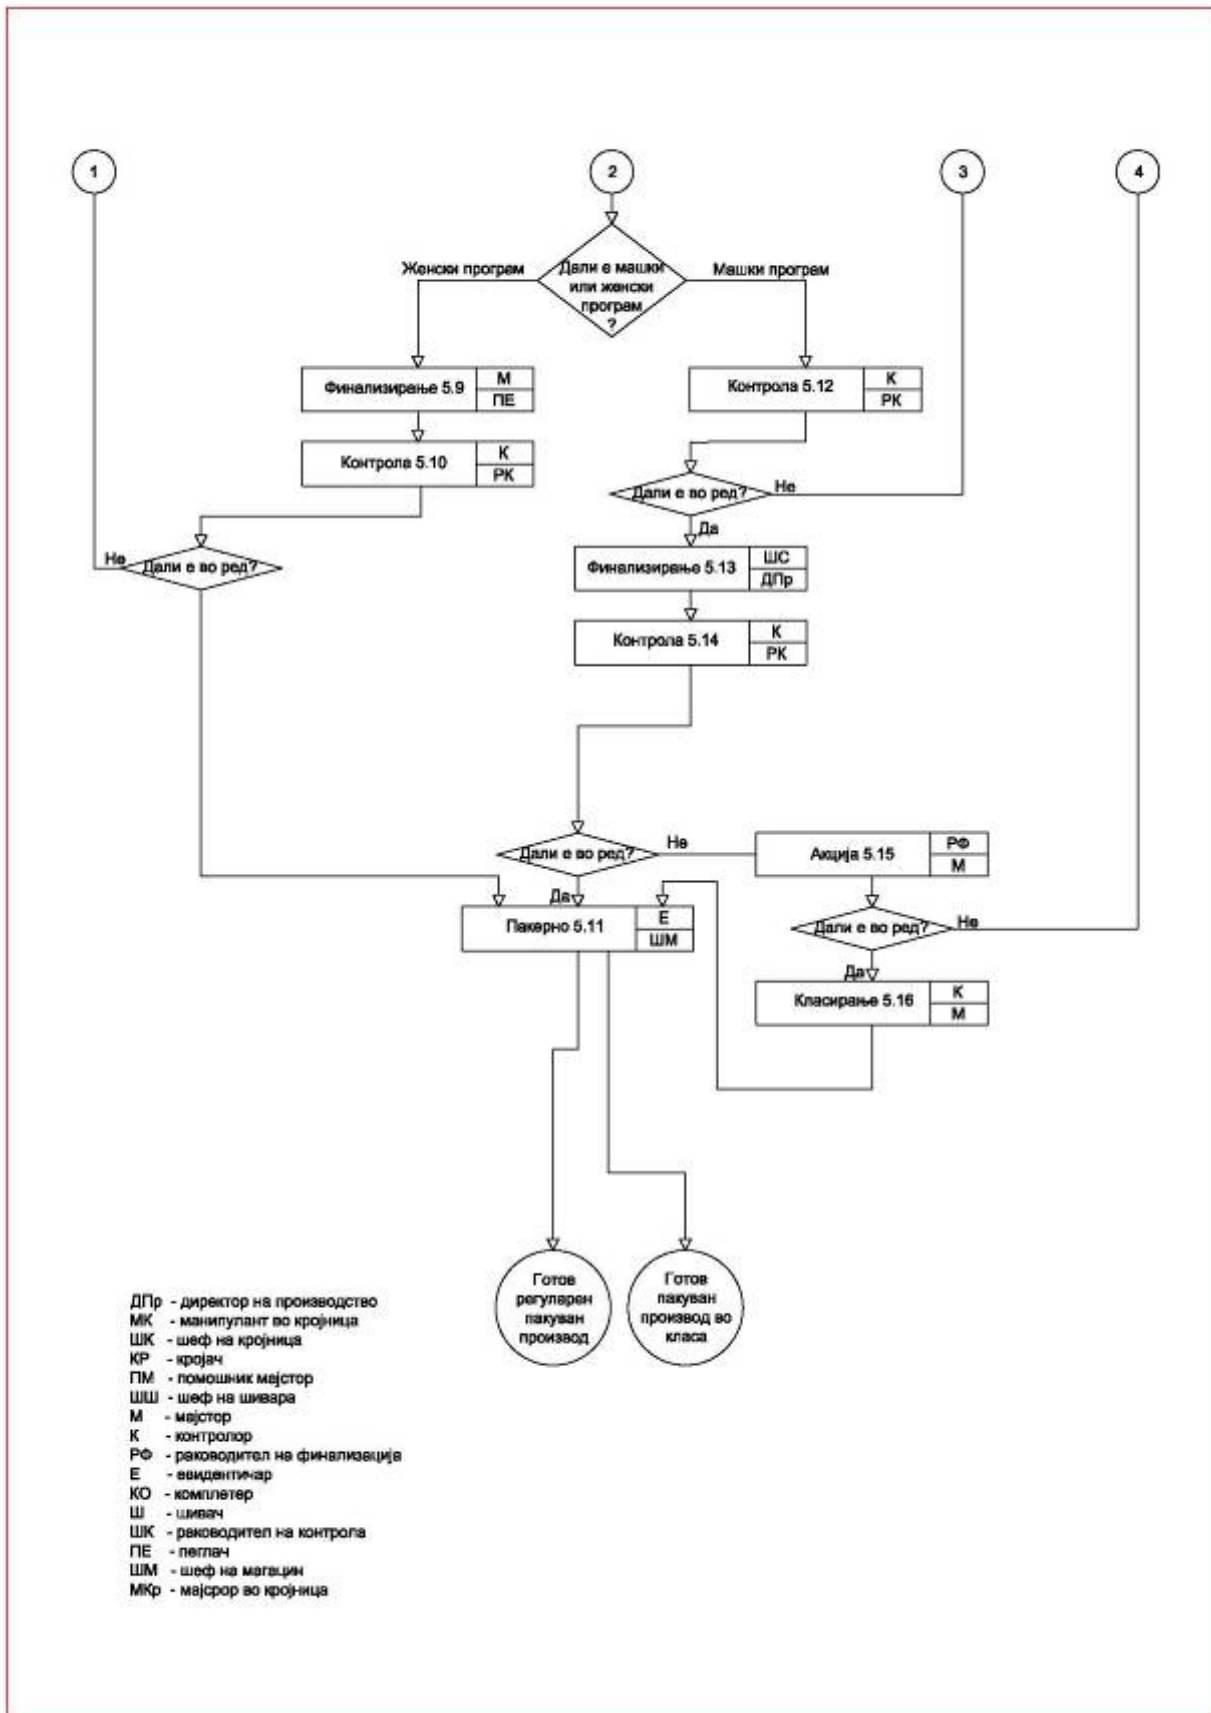 1
2
3
4
Женски програм
Дали е машки
или женски
програм
?
Машки програм
Финализирање 5.9
М
ПЕ
Контрола 5.12
К
РК
Контрола 5.10
К
РК
Дали е во ред?
Не
Да
Не
Дали е во ред?
Финализирање 5.13
ШС
ДПр
Контрола 5.14
К
РК
Дали е во ред?
Не
Да
Акција 5.15
РФ
М
Пакерно 5.11
Е
ШМ
Дали е во ред?
Не
Да
Класирање 5.16
К
М
Готов
регуларен
пакуван
производ
Готов
пакуван
производ во
класа
ДПр - директор на производство
МК - манипулант во кројница
ШК - шеф на кројница
КР - кројач
ПМ - помошник мајстор
ШШ - шеф на шивара
М - мајстор
К - контролор
РФ - раководител на финализација
Е - евидентичар
КО - комплетер
Ш - шивач
ШК - раководител на контрола
ПЕ - пеглач
ШМ - шеф на магацин
МКр - мајсрор во кројница